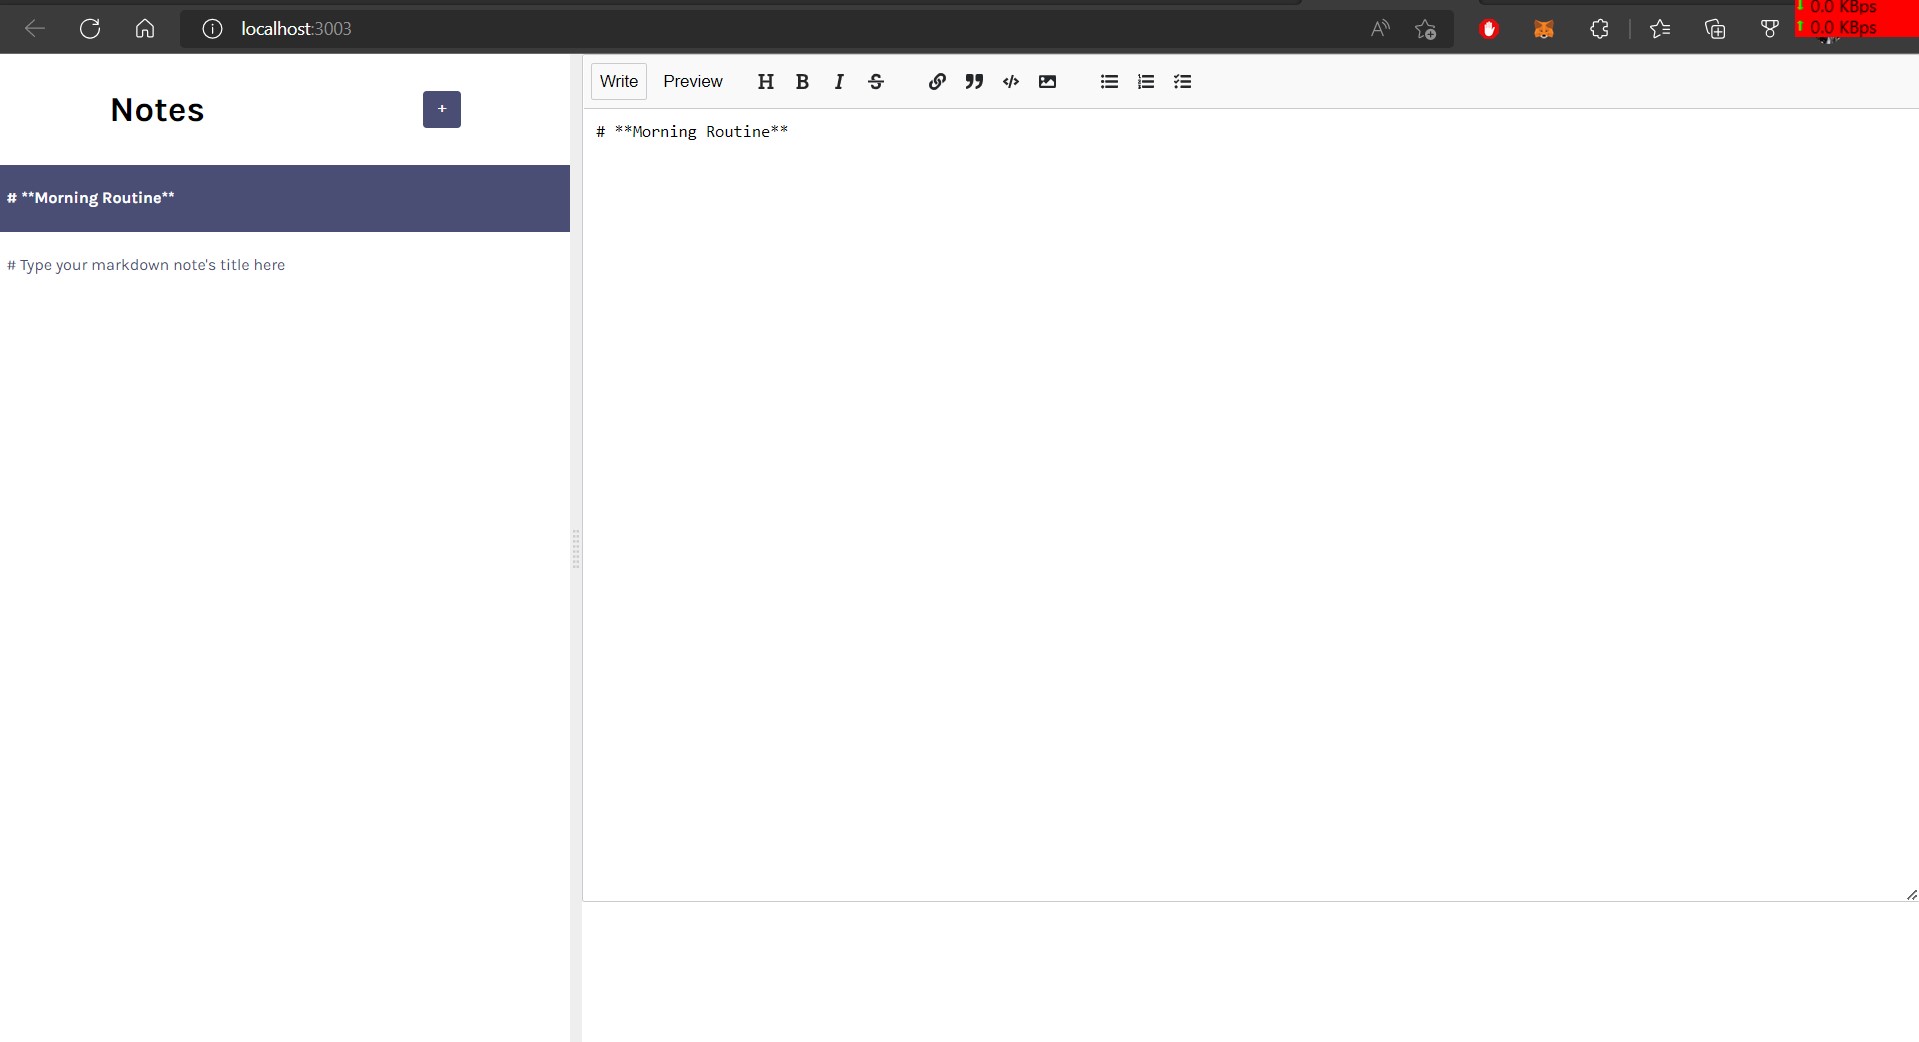 localhost:3003
0.0 KBps
0.0 KBps
Notes
+
Write Preview H B I S
# **Morning Routine**
# **Morning Routine**
# Type your markdown note's title here